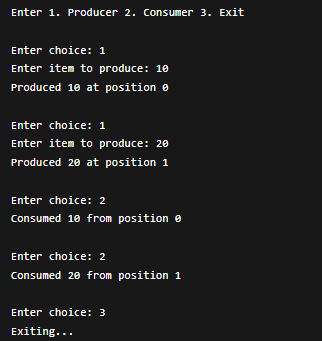 Enter 1. Producer 2. Consumer 3. Exit
Enter choice: 1
Enter item to produce: 10
Produced 10 at position 0
Enter choice: 1
Enter item to produce: 20
Produced 20 at position 1
Enter choice: 2
Consumed 10 from position 0
Enter choice: 2
Consumed 20 from position 1
Enter choice: 3
Exiting...